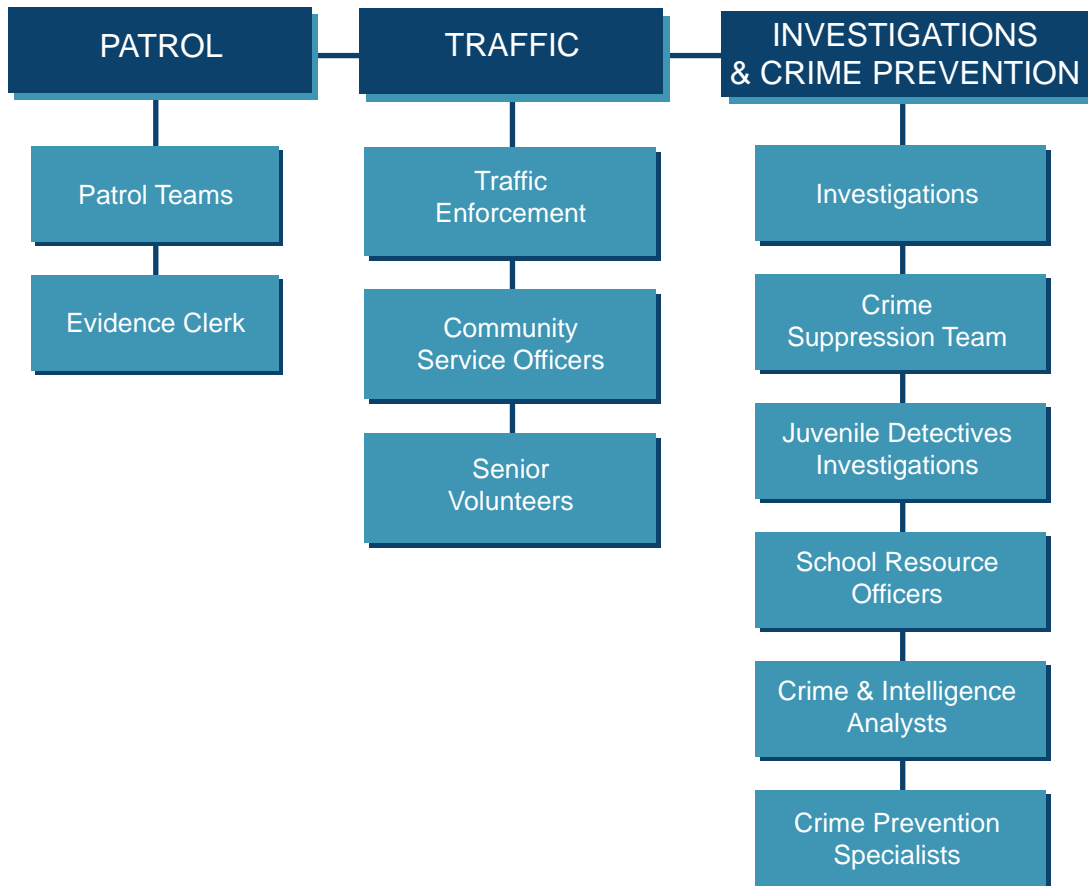 PATROL
Patrol Teams
Evidence Clerk
TRAFFIC
Traffic
Enforcement
Community
Service Officers
Senior
Volunteers
INVESTIGATIONS
& CRIME PREVENTION
Investigations
Crime
Suppression Team
Juvenile Detectives
Investigations
School Resource
Officers
Crime & Intelligence
Analysts
Crime Prevention
Specialists